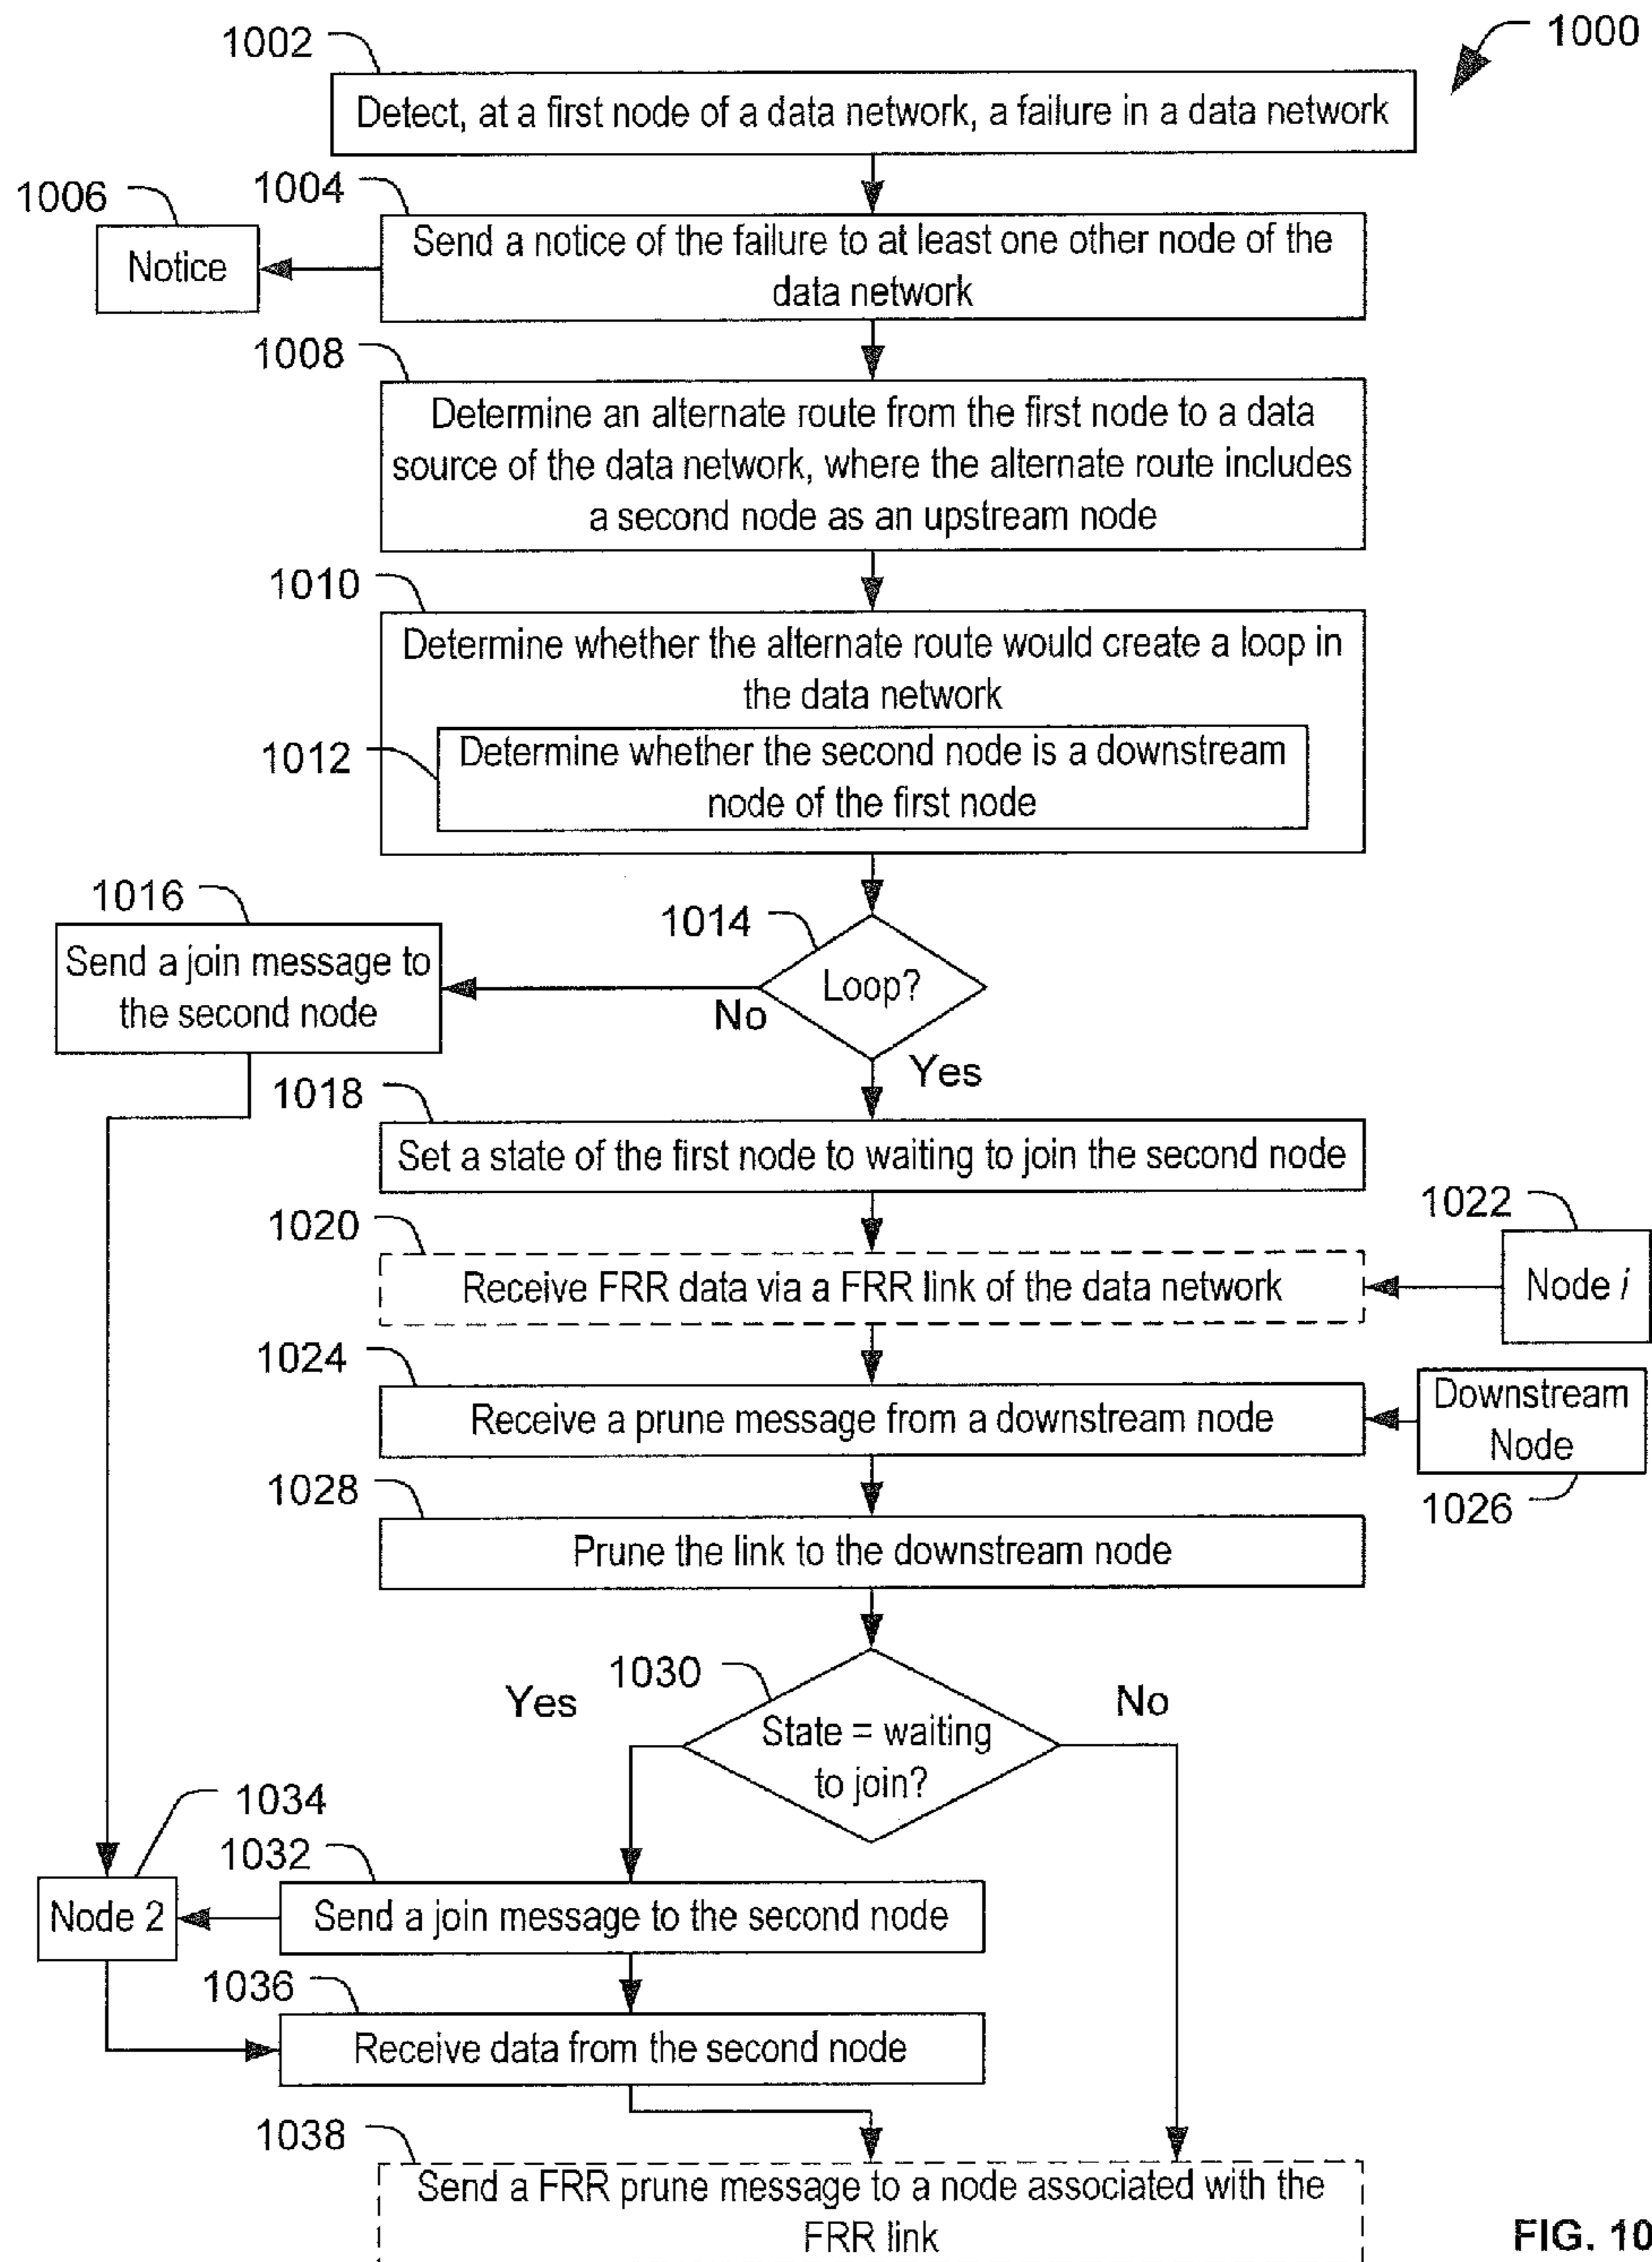 1000
1002
Detect, at a first node of a data network, a failure in a data network
1004
1006
Notice
Send a notice of the failure to at least one other node of the
data network
1008
Determine an alternate route from the first node to a data
source of the data network, where the alternate route includes
a second node as an upstream node
1010
Determine whether the alternate route would create a loop in
the data network
1012
Determine whether the second node is a downstream
node of the first node
1014
Loop?
No
Yes
1016
Send a join message to
the second node
1018
Set a state of the first node to waiting to join the second node
1020
Receive FRR data via a FRR link of the data network
1022
Node i
1024
Receive a prune message from a downstream node
Downstream
Node
1026
1028
Prune the link to the downstream node
1030
State = waiting
to join?
Yes
No
1034
Node 2
1032
Send a join message to the second node
1036
Receive data from the second node
1038
Send a FRR prune message to a node associated with the
FRR link
FIG. 10